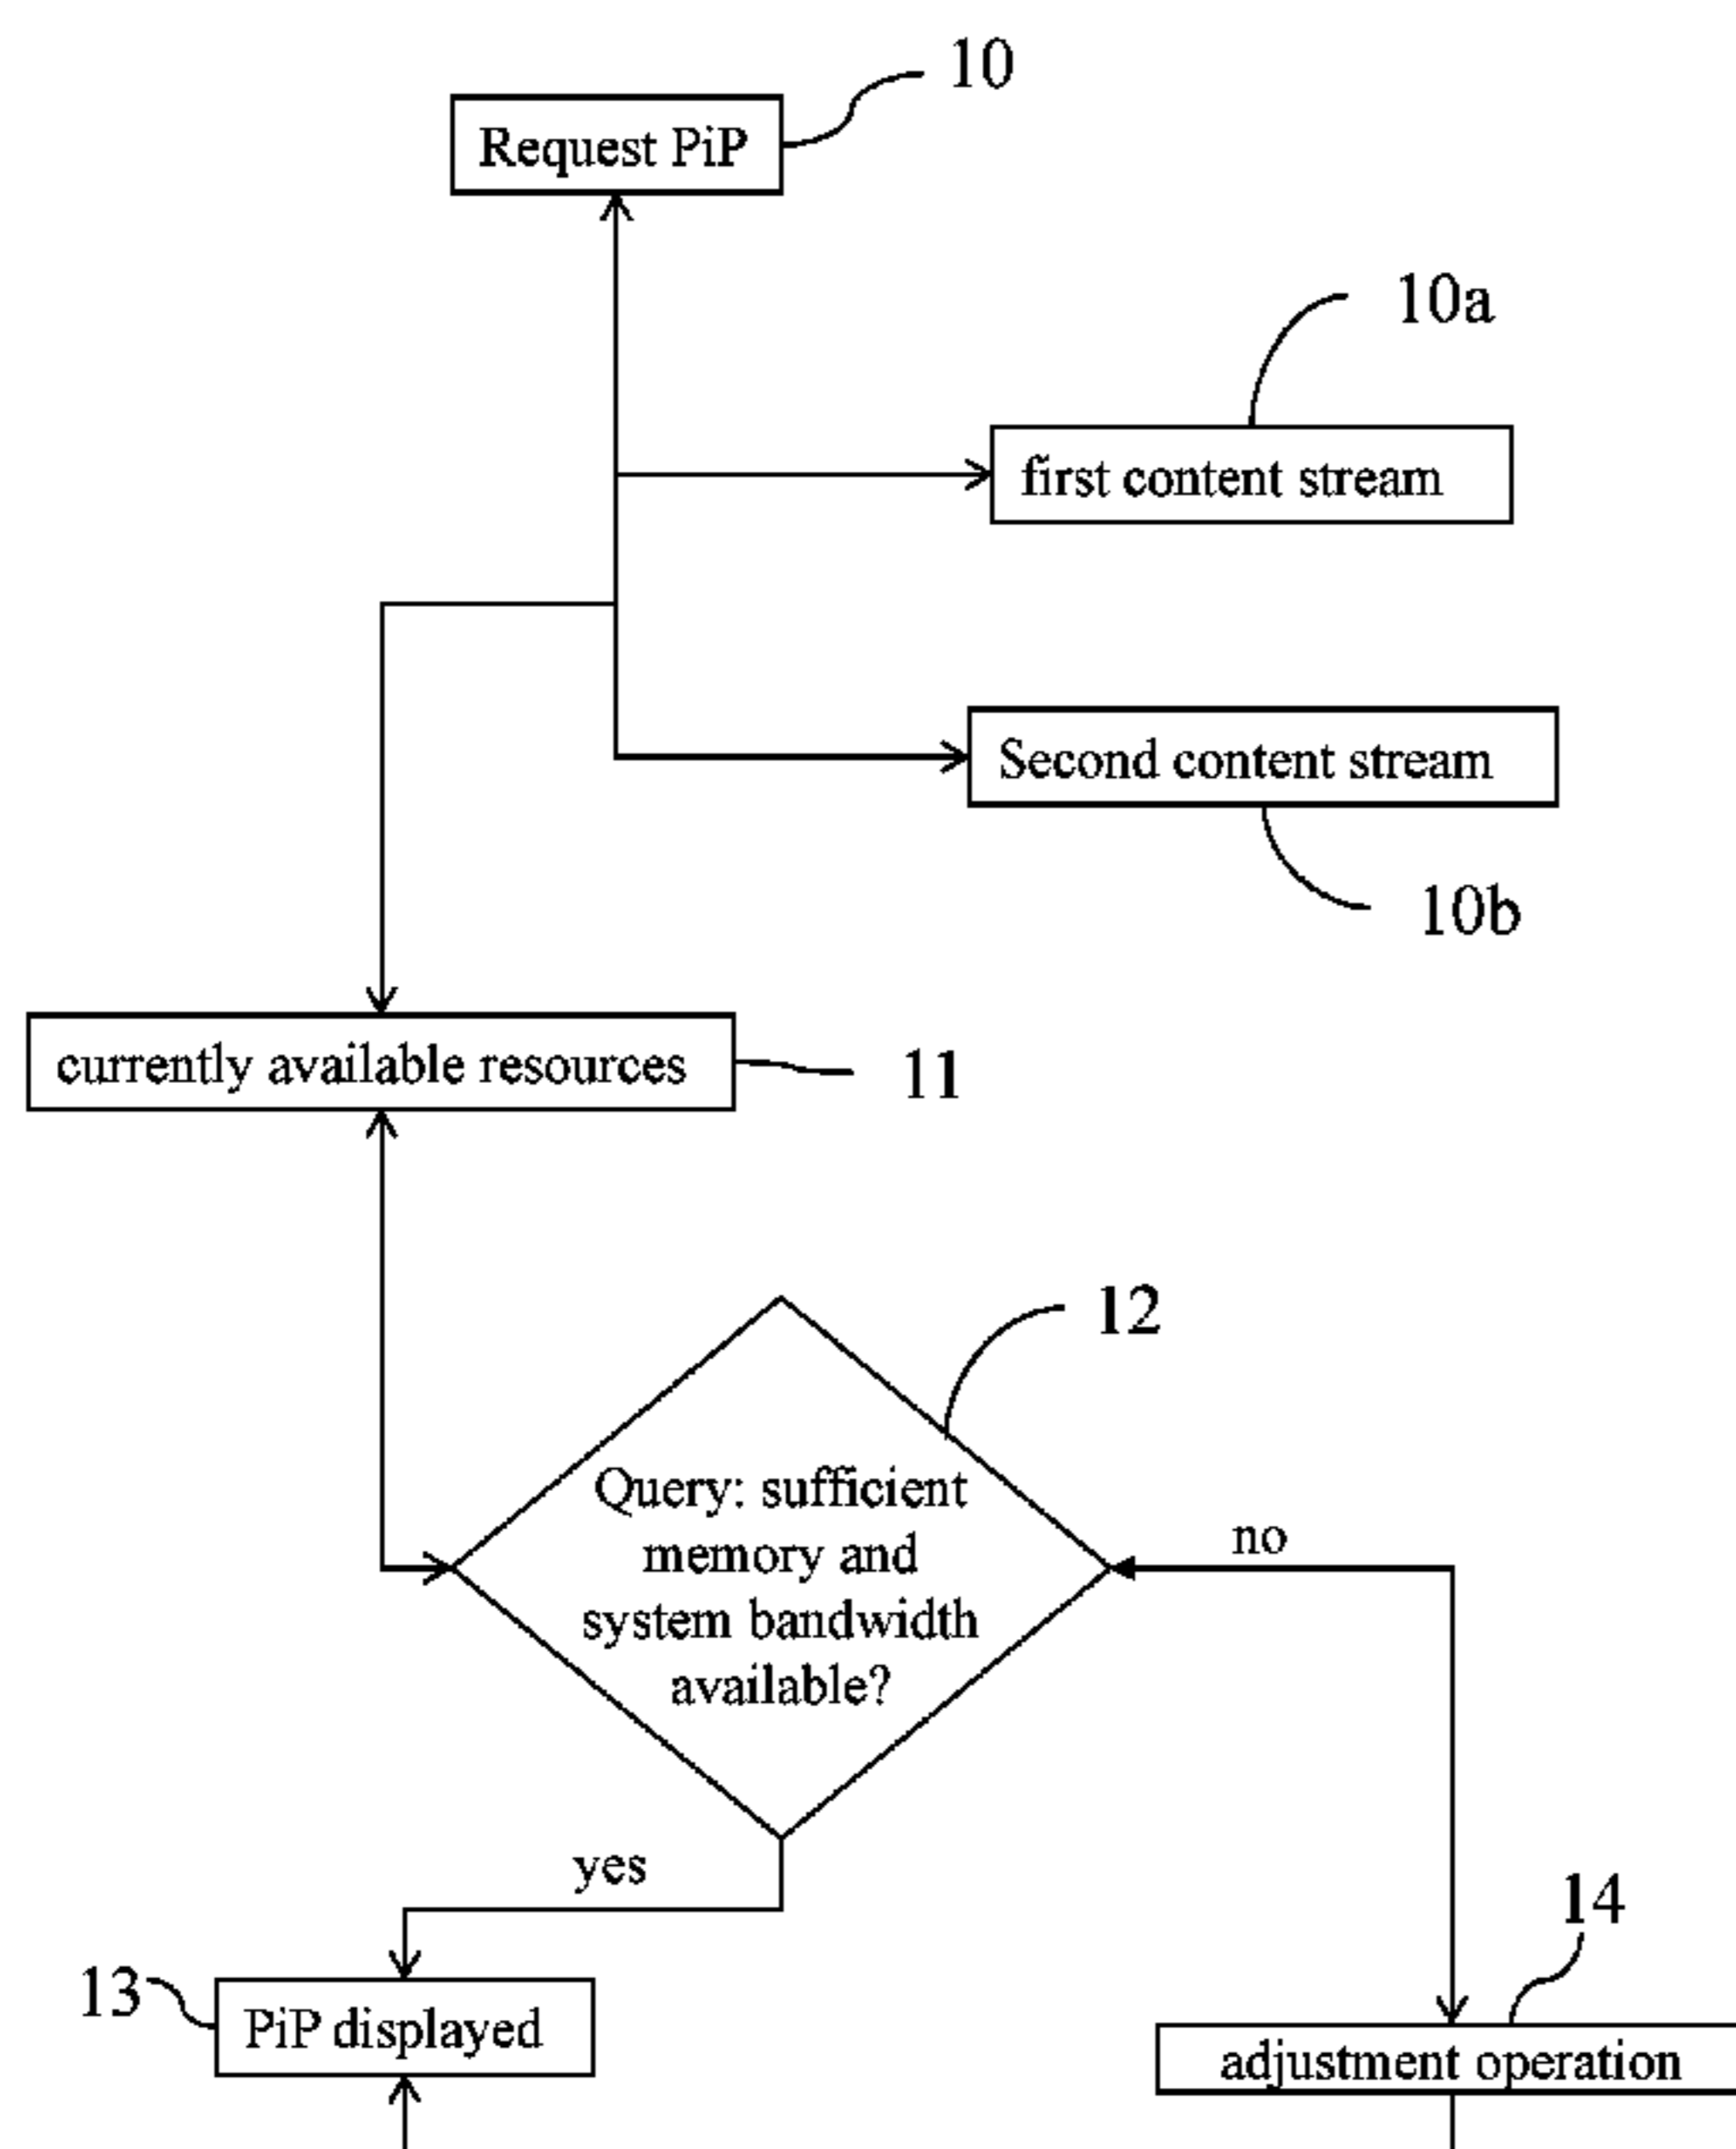 10
Request PiP
10a
first content stream
Second content stream
10b
currently available resources
11
12
Query: sufficient
memory and
system bandwidth
available?
no
yes
14
13
PiP displayed
adjustment operation